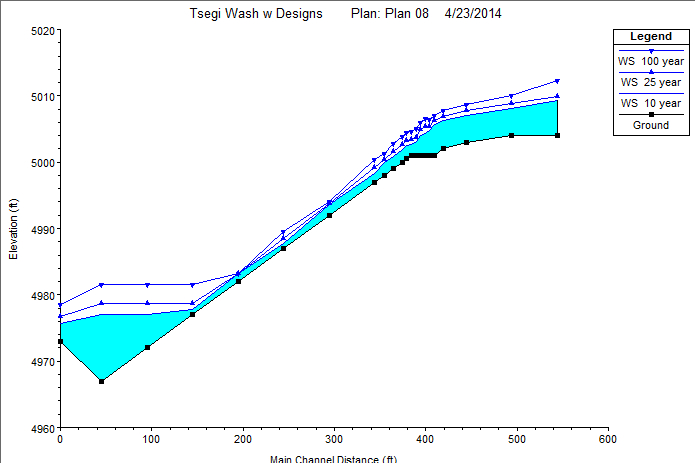 Tsegi Wash w Designs Plan: Plan 08 4/23/2014
Legend
WS 100 year
WS 25 year
WS 10 year
Ground
Elevation (ft)
5020
5010
5000
4990
4980
4970
4960
0 100 200 300 400 500 600
Main Channel Distance (ft)